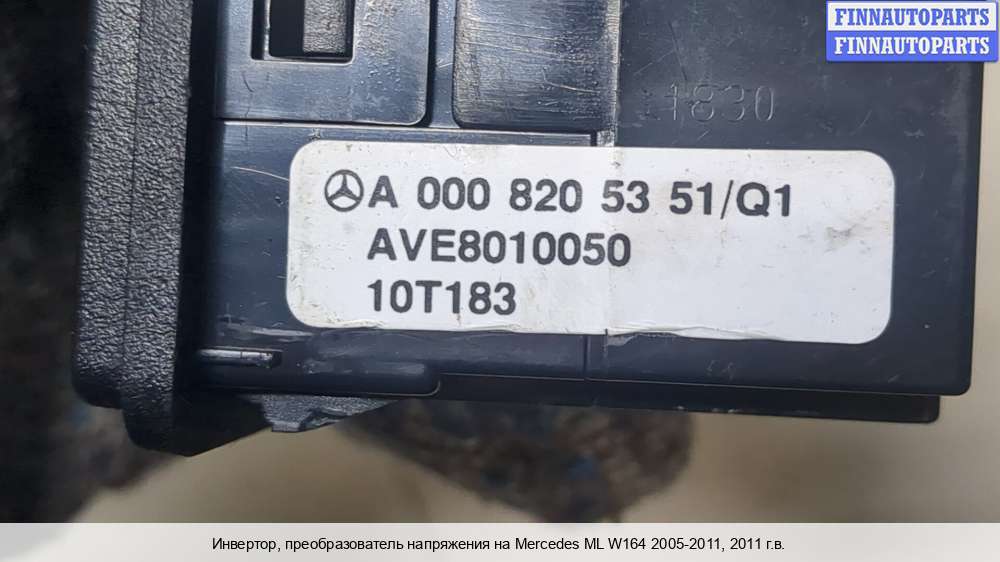 FINNAUTOPARTS
FINNAUTOPARTS
11830
A 000 820 53 51/Q1
AVE8010050
10T183
Инвертор, преобразователь напряжения на Mercedes ML W164 2005-2011, 2011 г.в.